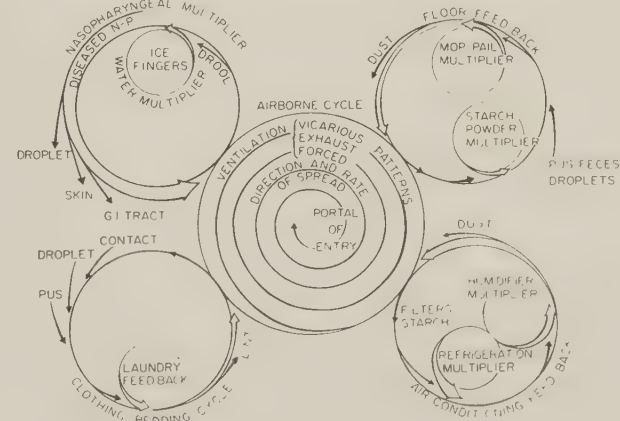 NASOPHARYNGEAL MULTIPLIER
DISEASED N-P
ICE
FINGERS
WATER MULTIPLIER
DROOL
DROPLET
SKIN
GI TRACT
FLOOR FEED BACK
DUST
MOP PAIL
MULTIPLIER
STARCH
POWDER
MULTIPLIER
PUS FECES
DROPLETS
AIRBORNE CYCLE
VENTILATION
VICARIOUS
EXHAUST
FORCED
PATTERNS
DIRECTION AND RATE
OF SPREAD
PORTAL
OF
ENTRY
CONTACT
DROPLET
PUS
LAUNDRY
FEEDBACK
CLOTHING BEDDING CYCLE
LINT
DUST
HUMDIFIER
MULTIPLIER
FILTERS
STARCH
REFRIGERATION
MULTIPLIER
AIR CONDITIONING FEED BACK